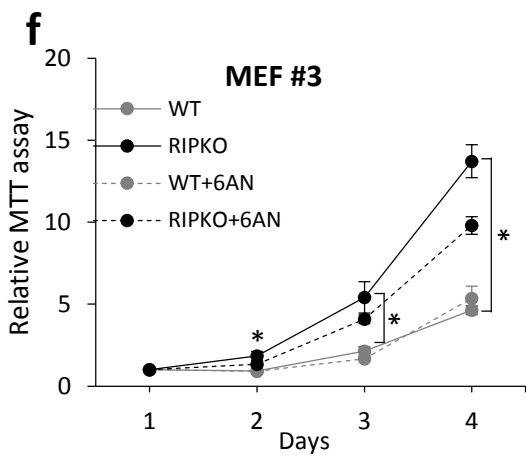 f
MEF #3
20
15
10
5
0
Relative MTT assay
WT
RIPKO
WT+6AN
RIPKO+6AN
*
*
*
1 2 3 4
Days